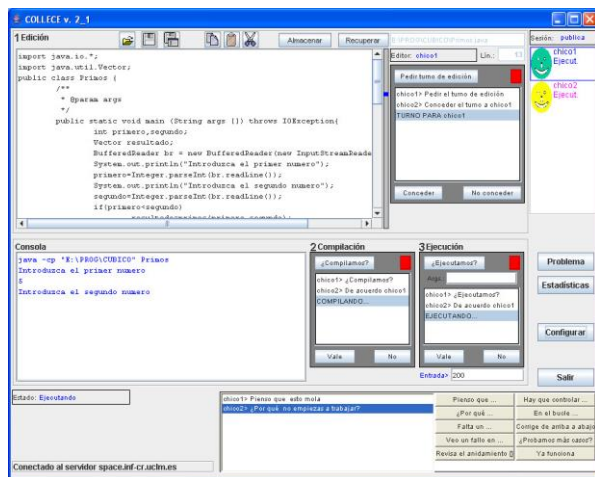 COLLECE v. 2_1
1 Edición
Almacenar
Recuperar
Sesión: publica
Editor: chico1
Lín.: 13
import java.io.*;
import java.util.Vector;
public class Primos {
/**
* @param args
*/
public static void main (String args []) throws IOException{
int primero,segundo;
Vector resultado;
BufferedReader br = new BufferedReader(new InputStreamReade
System.out.println("Introduzca el primer numero");
primero=Integer.parseInt(br.readLine());
System.out.println("Introduzca el segundo numero");
segundo=Integer.parseInt(br.readLine());
if(primero<segundo)
Pedir turno de edición
chico1> Pedir el turno de edición
chico2> Conceder el turno a chico1
TURNO PARA chico1
Conceder
No conceder
chico1
Ejecut.
chico2
Ejecut.
Consola
java -cp "E:\PROG\CUBICO" Primos
Introduzca el primer numero
5
Introduzca el segundo numero
2 Compilación
¿Compilamos?
chico1> ¿Compilamos?
chico2> De acuerdo chico1
COMPILANDO...
Vale
No
3 Ejecución
¿Ejecutamos?
Args:
chico1> ¿Ejecutamos?
chico2> De acuerdo chico1
EJECUTANDO...
Vale
No
Entrada> 200
Problema
Estadísticas
Configurar
Salir
Estado: Ejecutando
chico1> Pienso que esto mola
chico2> ¿Por qué no empiezas a trabajar?
Pienso que ...
Hay que controlar ...
¿Por qué ...
En el bucle ...
Falta un ...
Corrige de arriba a abajo
Veo un fallo en ...
¿Probamos más casos?
Revisa el anidamiento {}
Ya funciona
Conectado al servidor space.inf-cr.uclm.es